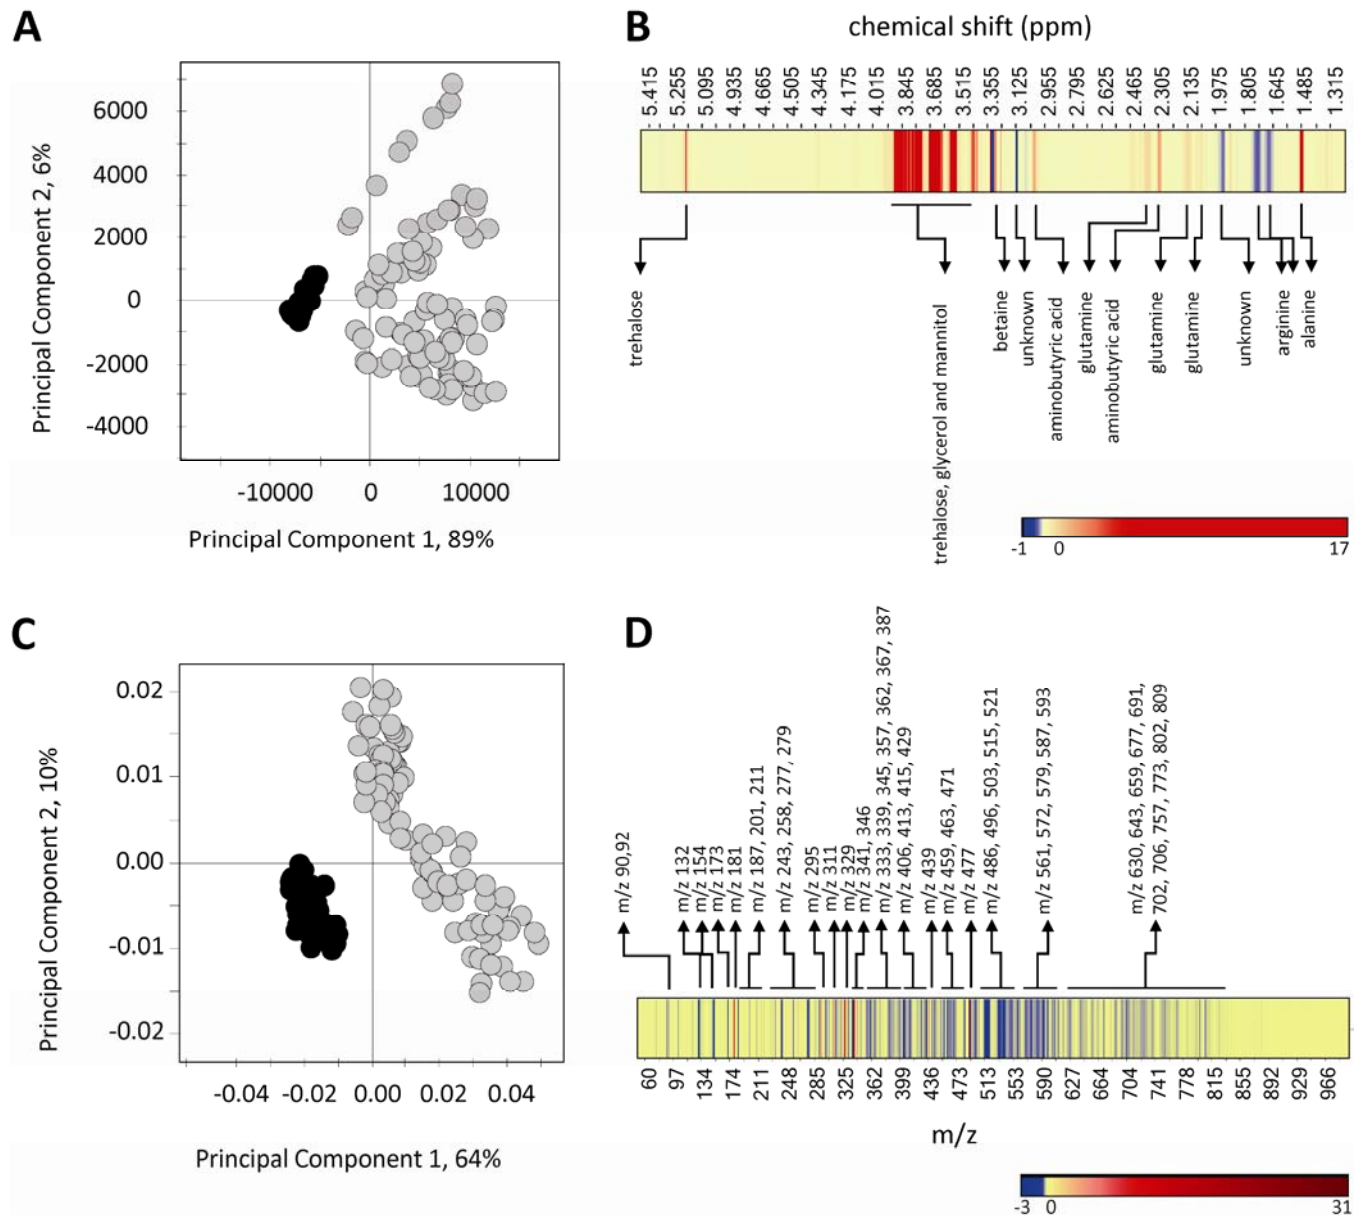 A
6000
4000
2000
0
-2000
-4000
Principal Component 2, 6%
-10000 0 10000
Principal Component 1, 89%
B
chemical shift (ppm)
5.415 5.255 5.095 4.935 4.665 4.505 4.345 4.175 4.015 3.845 3.685 3.515 3.355 3.125 2.955 2.795 2.625 2.465 2.305 2.135 1.975 1.805 1.645 1.485 1.315
trehalose
trehalose, glycerol and mannitol
betaine
unknown
aminobutyric acid
glutamine
aminobutyric acid
glutamine
glutamine
unknown
arginine
alanine
-1 0 17
C
0.02
0.01
0.00
-0.01
-0.02
Principal Component 2, 10%
-0.04 -0.02 0.00 0.02 0.04
Principal Component 1, 64%
D
m/z 90,92
m/z 132
m/z 154
m/z 173
m/z 181
m/z 187, 201, 211
m/z 243, 258, 277, 279
m/z 295
m/z 311
m/z 329
m/z 341, 346
m/z 333, 339, 345, 357, 362, 367, 387
m/z 406, 413, 415, 429
m/z 439
m/z 459, 463, 471
m/z 477
m/z 486, 496, 503, 515, 521
m/z 561, 572, 579, 587, 593
m/z 630, 643, 659, 677, 691,
702, 706, 757, 773, 802, 809
60 97 134 174 211 248 285 325 362 399 436 473 513 553 590 627 664 704 741 778 815 855 892 929 966
m/z
-3 0 31